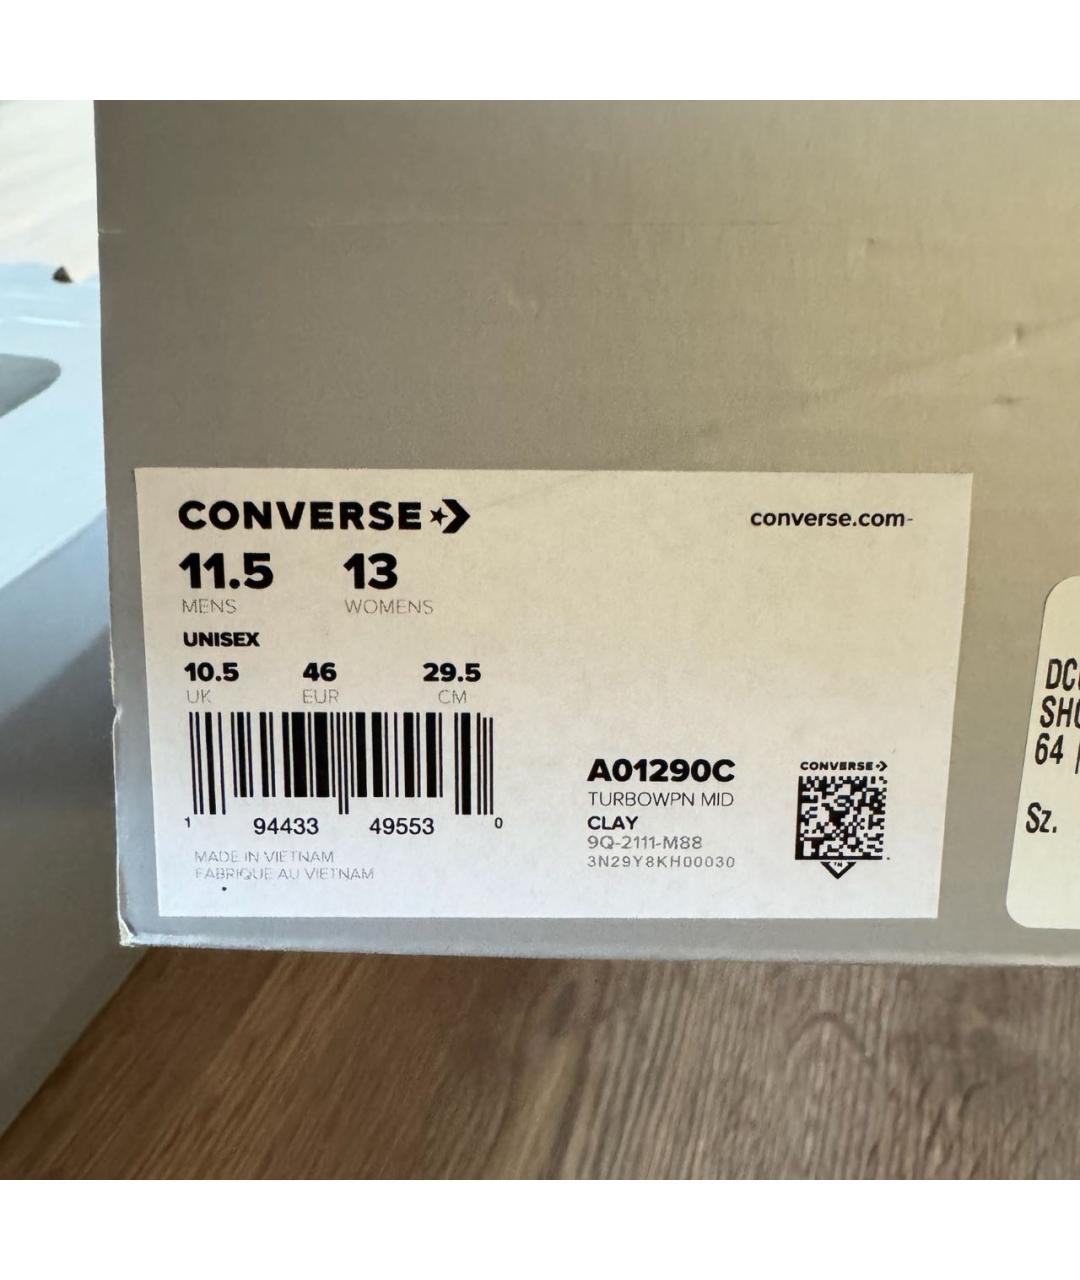 CONVERSE
converse.com-
11.5 13
MENS WOMENS
UNISEX
10.5 46 29.5
UK EUR CM
1 94433 49553 0
MADE IN VIETNAM
FABRIQUE AU VIETNAM
A01290C
TURBOWPN MID
CLAY
9Q-2111-M88
3N29Y8KH00030
CONVERSE
TM
64
Sz.